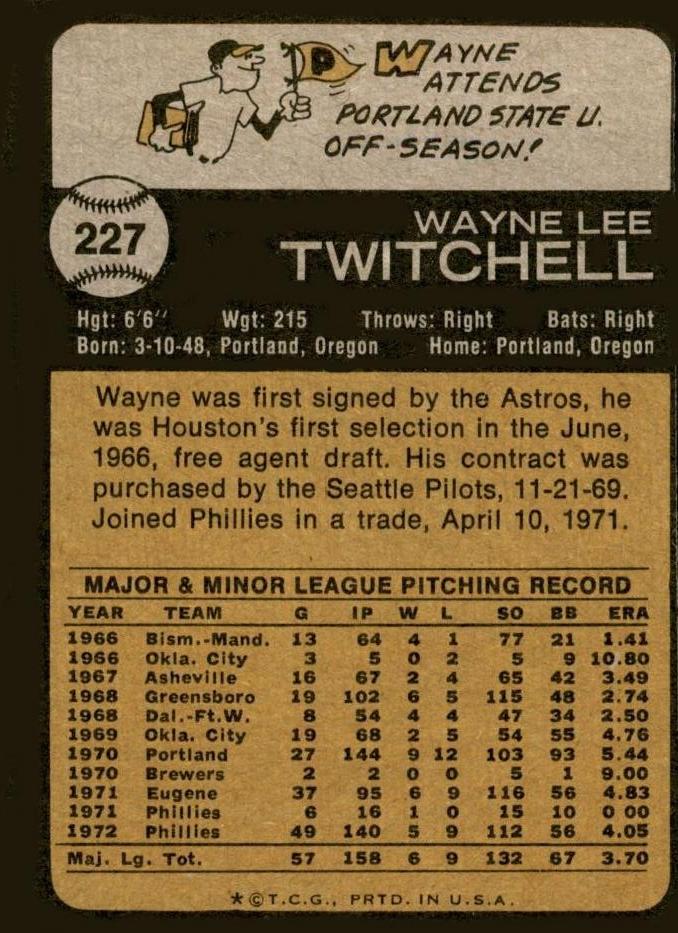 P WAYNE
ATTENDS
PORTLAND STATE U.
OFF-SEASON!
227
WAYNE LEE
TWITCHELL
Hgt: 6'6" Wgt: 215 Throws: Right Bats: Right
Born: 3-10-48, Portland, Oregon Home: Portland, Oregon
Wayne was first signed by the Astros, he
was Houston's first selection in the June,
1966, free agent draft. His contract was
purchased by the Seattle Pilots, 11-21-69.
Joined Phillies in a trade, April 10, 1971.
MAJOR & MINOR LEAGUE PITCHING RECORD
YEAR TEAM G IP W L SO BB ERA
1966 Bism.-Mand. 13 64 4 1 77 21 1.41
1966 Okla. City 3 5 0 2 5 9 10.80
1967 Asheville 16 67 2 4 65 42 3.49
1968 Greensboro 19 102 6 5 115 48 2.74
1968 Dal.-Ft.W. 8 54 4 4 47 34 2.50
1969 Okla. City 19 68 2 5 54 55 4.76
1970 Portland 27 144 9 12 103 93 5.44
1970 Brewers 2 2 0 0 5 1 9.00
1971 Eugene 37 95 6 9 116 56 4.83
1971 Phillies 6 16 1 0 15 10 0 00
1972 Phillies 49 140 5 9 112 56 4.05
Maj. Lg. Tot. 57 158 6 9 132 67 3.70
*©T.C.G., PRTD. IN U.S.A.